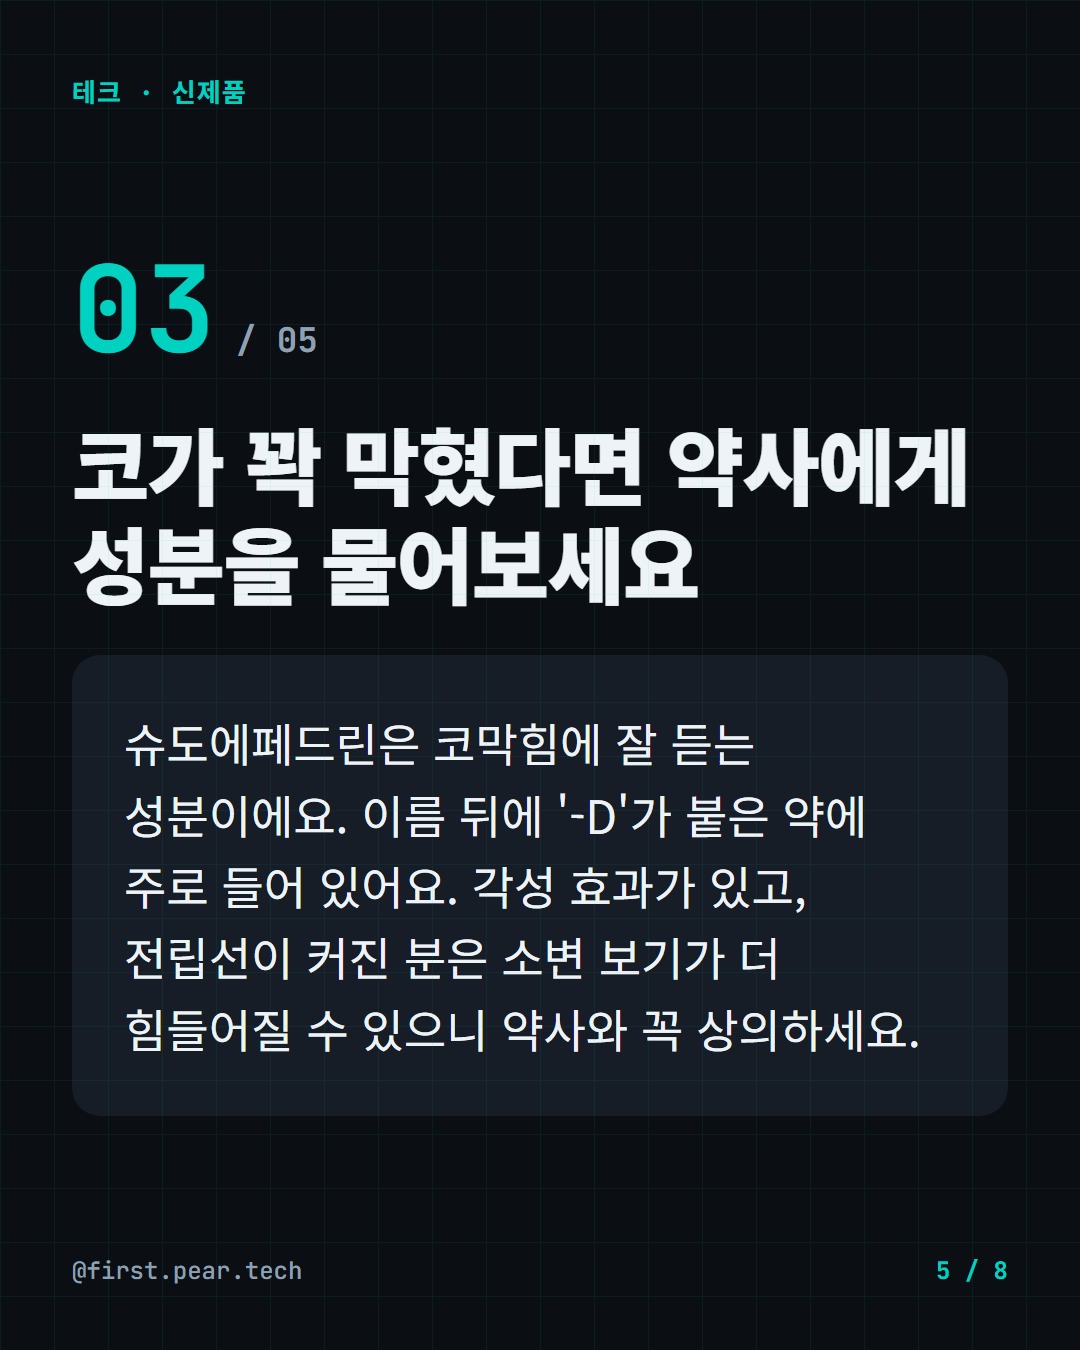 테크 · 신제품
03 / 05
코가 꽉 막혔다면 약사에게
성분을 물어보세요
슈도에페드린은 코막힘에 잘 듣는
성분이에요. 이름 뒤에 '-D'가 붙은 약에
주로 들어 있어요. 각성 효과가 있고,
전립선이 커진 분은 소변 보기가 더
힘들어질 수 있으니 약사와 꼭 상의하세요.
@first.pear.tech
5 / 8